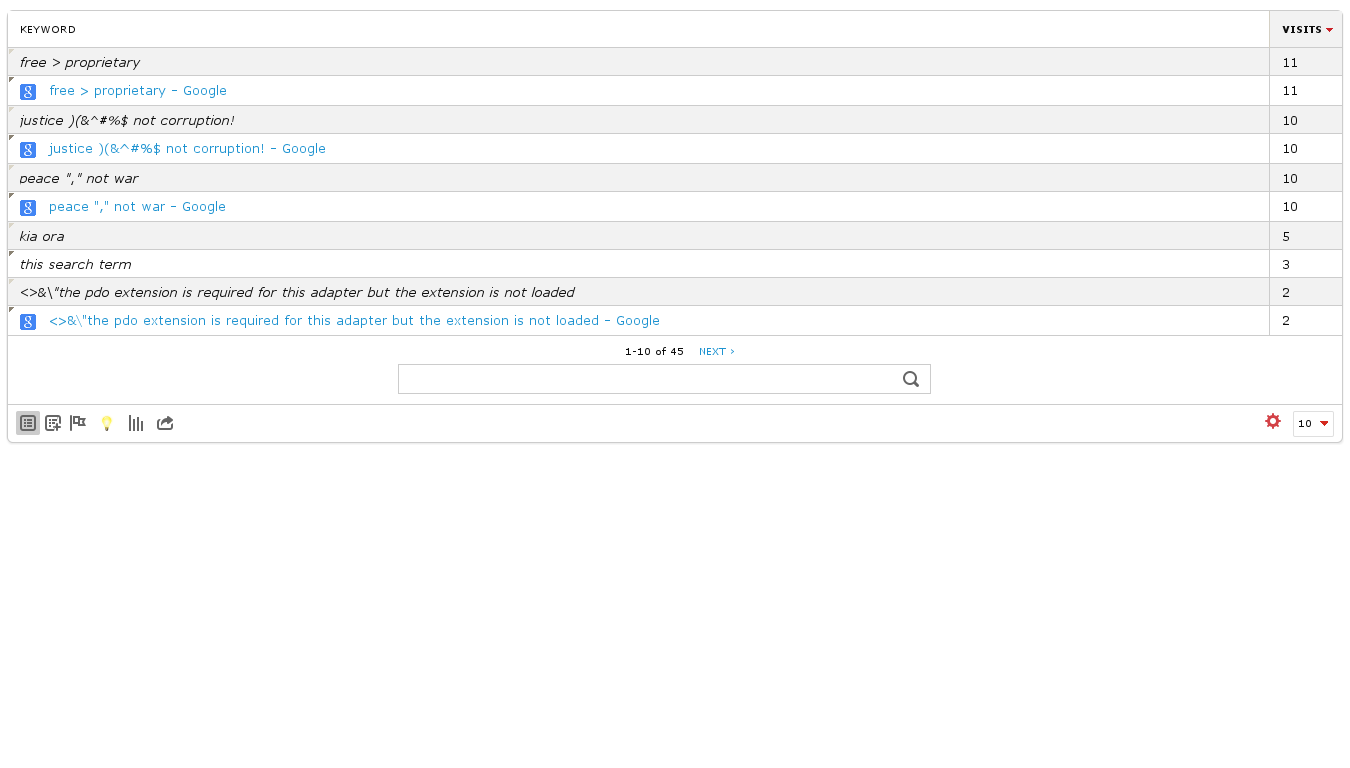 KEYWORD VISITS
free > proprietary 11
free > proprietary - Google 11
justice )(&^#%$ not corruption! 10
justice )(&^#%$ not corruption! - Google 10
peace "," not war 10
peace "," not war - Google 10
kia ora 5
this search term 3
<>&\"the pdo extension is required for this adapter but the extension is not loaded 2
<>&\"the pdo extension is required for this adapter but the extension is not loaded - Google 2
1-10 of 45 NEXT ›
10